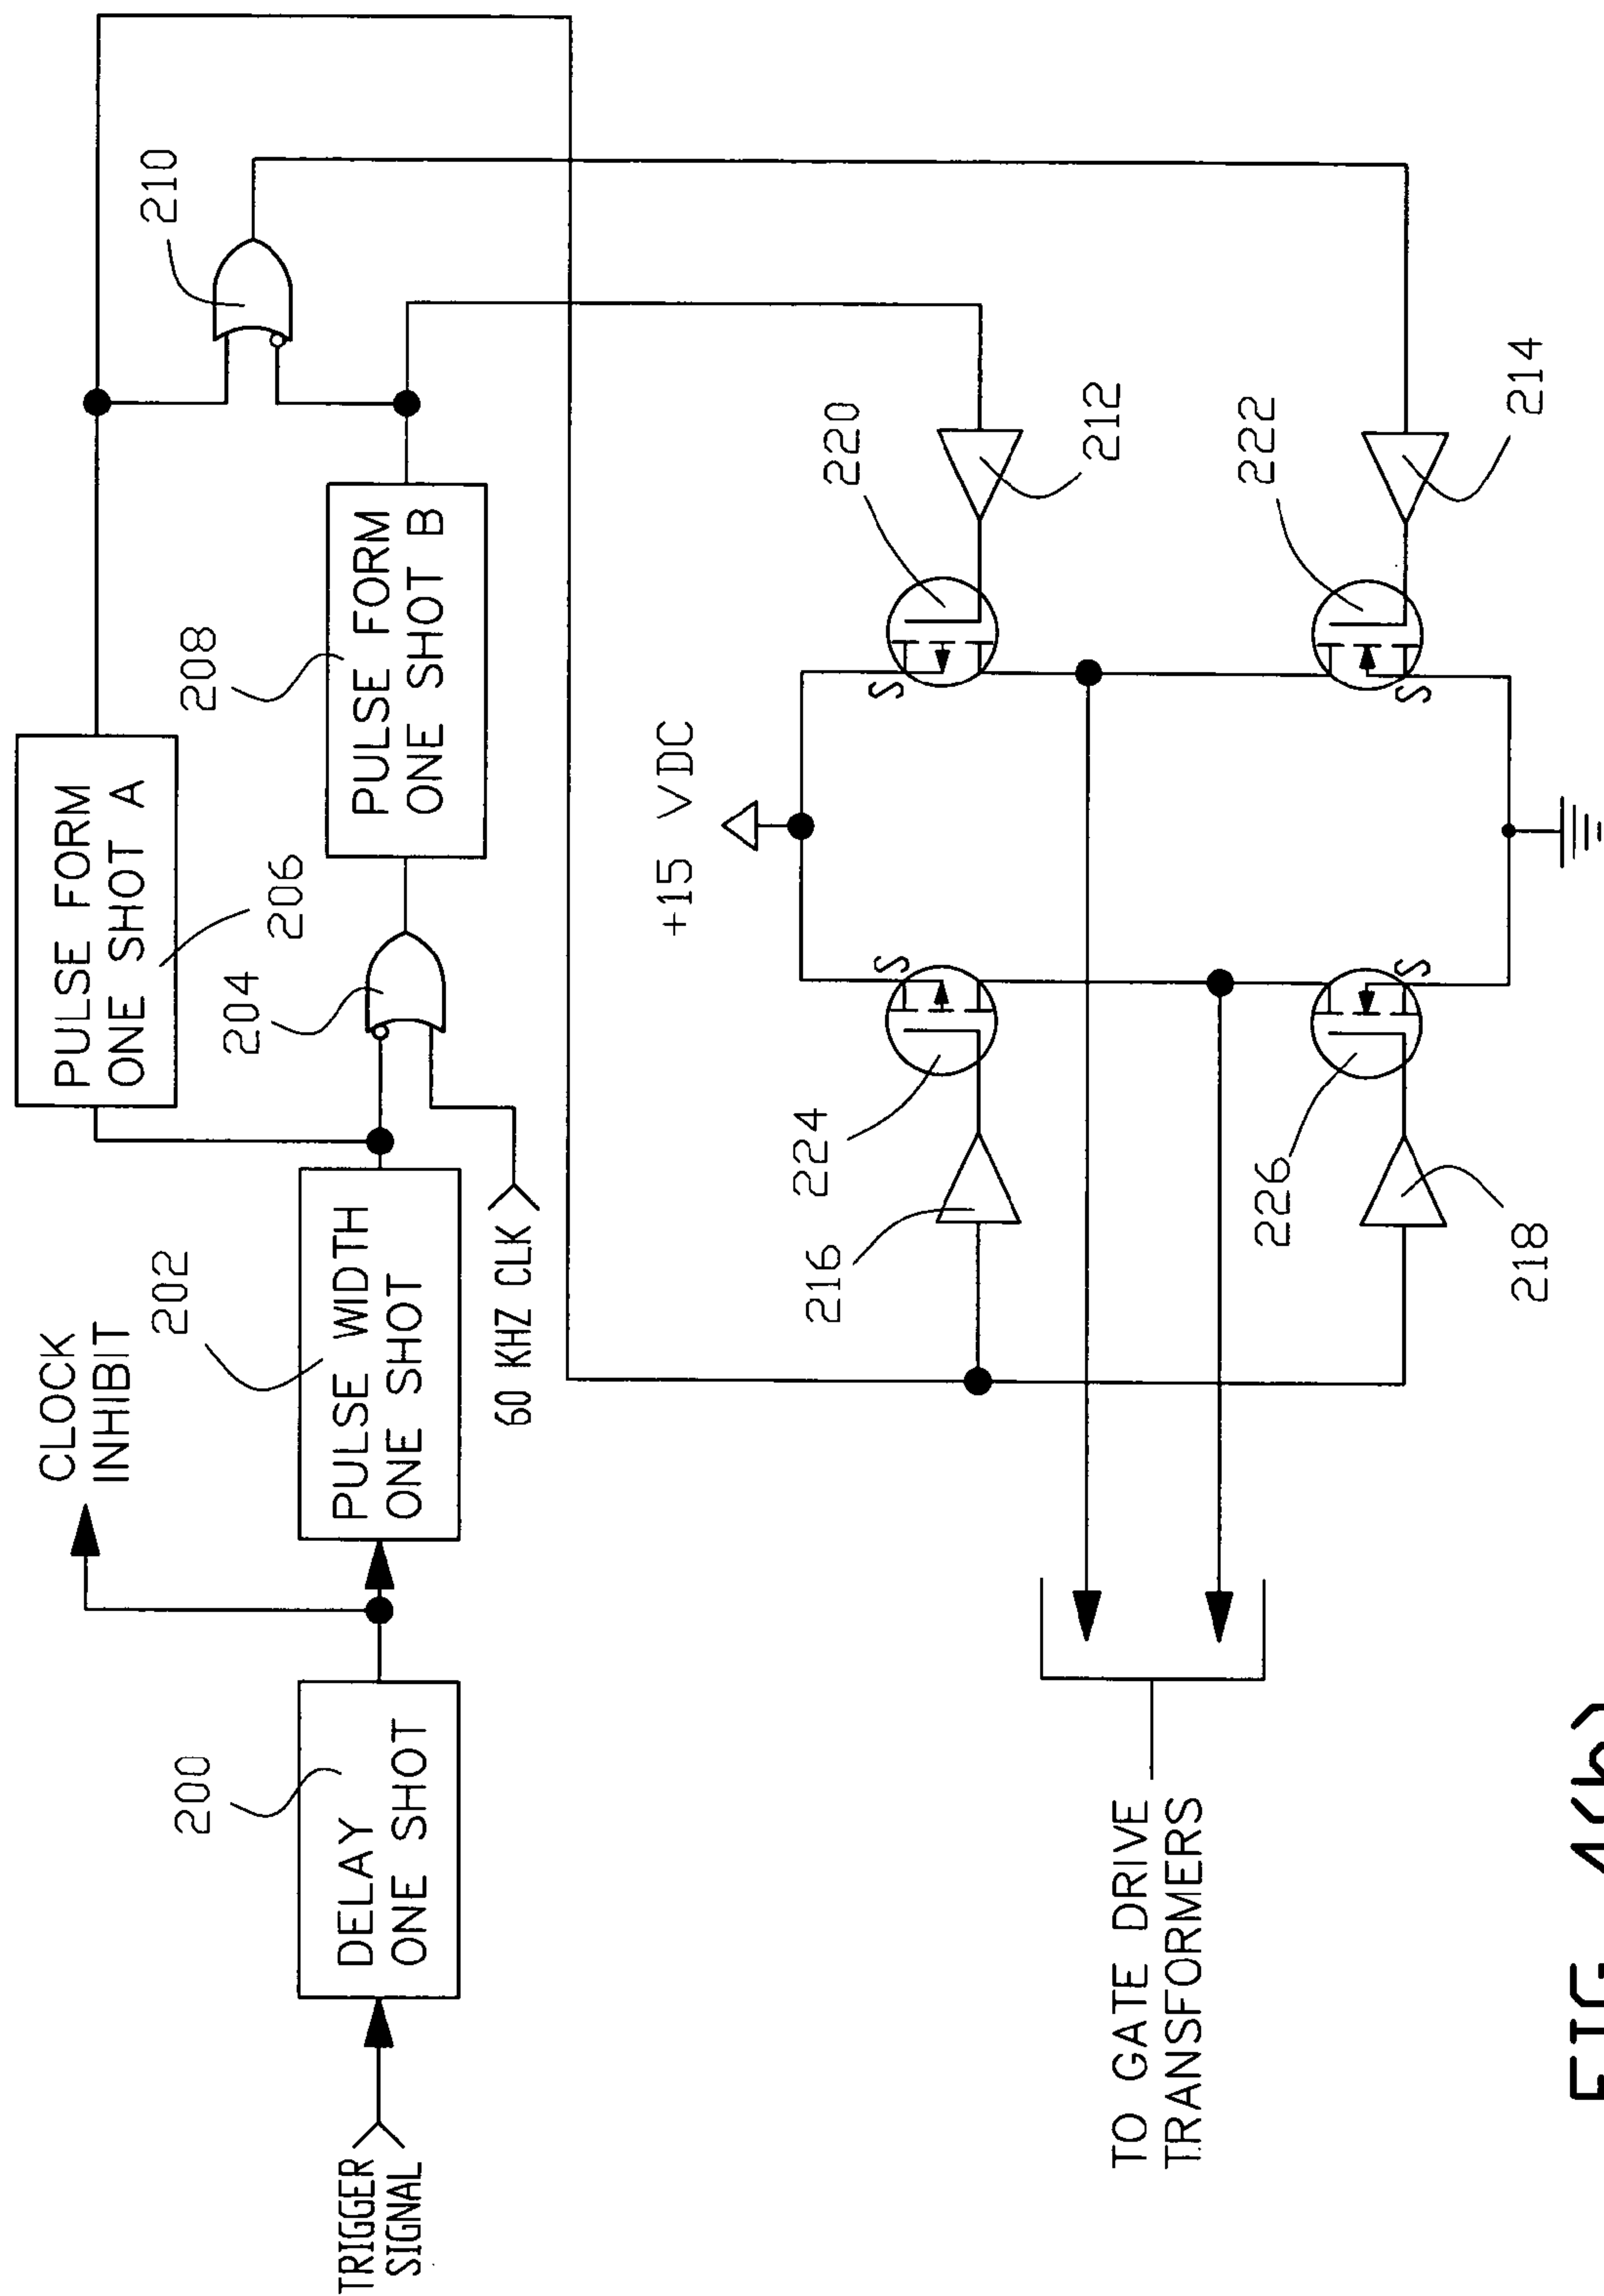 CLOCK
INHIBIT
PULSE FORM
ONE SHOT A
206
210
TRIGGER
SIGNAL
200
DELAY
ONE SHOT
202
PULSE WIDTH
ONE SHOT
60 KHZ CLK
204
208
PULSE FORM
ONE SHOT B
+15 VDC
S
S
216
224
220
212
TO GATE DRIVE
TRANSFORMERS
S
S
218
226
222
214
FIG. 4(b)